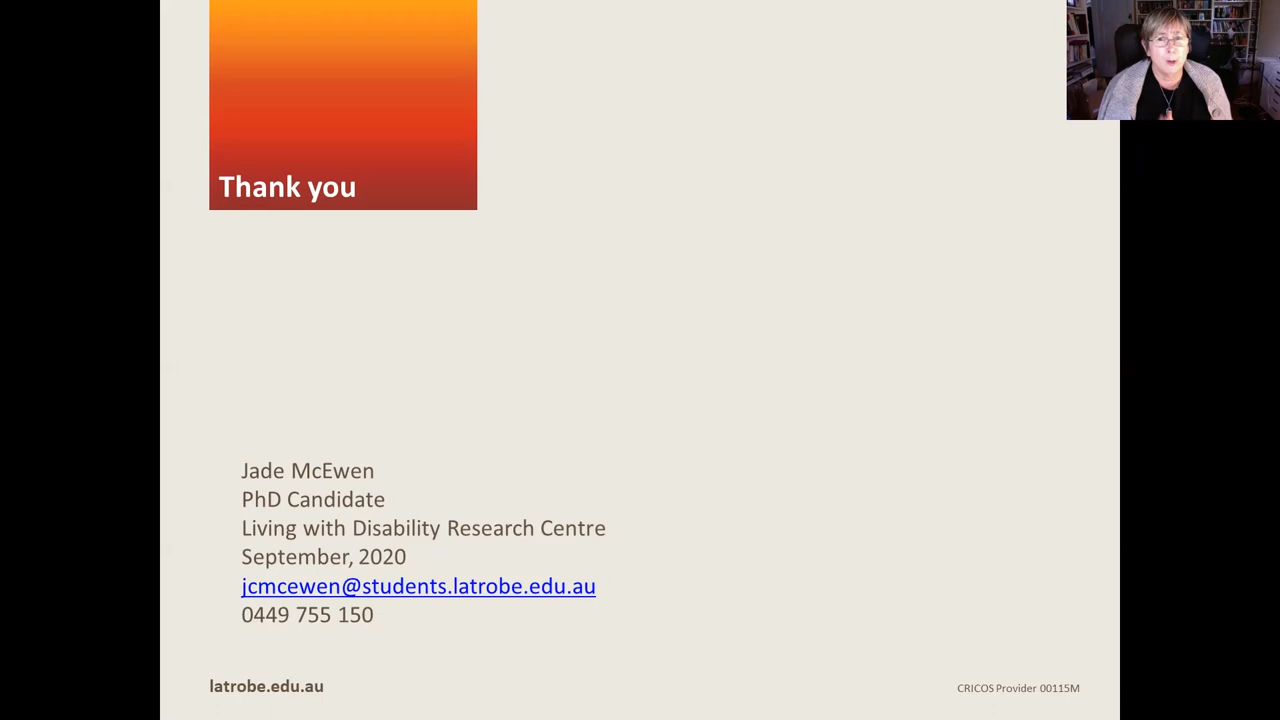 Thank you
Jade McEwen
PhD Candidate
Living with Disability Research Centre
September, 2020
jcmcewen@students.latrobe.edu.au
0449 755 150
latrobe.edu.au
CRICOS Provider 00115M